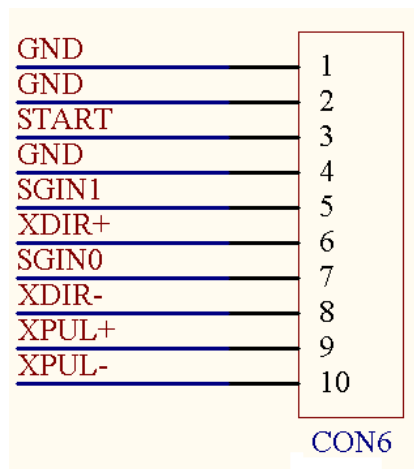 GND 1
GND 2
START 3
GND 4
SGIN1 5
XDIR+ 6
SGIN0 7
XDIR- 8
XPUL+ 9
XPUL- 10
CON6